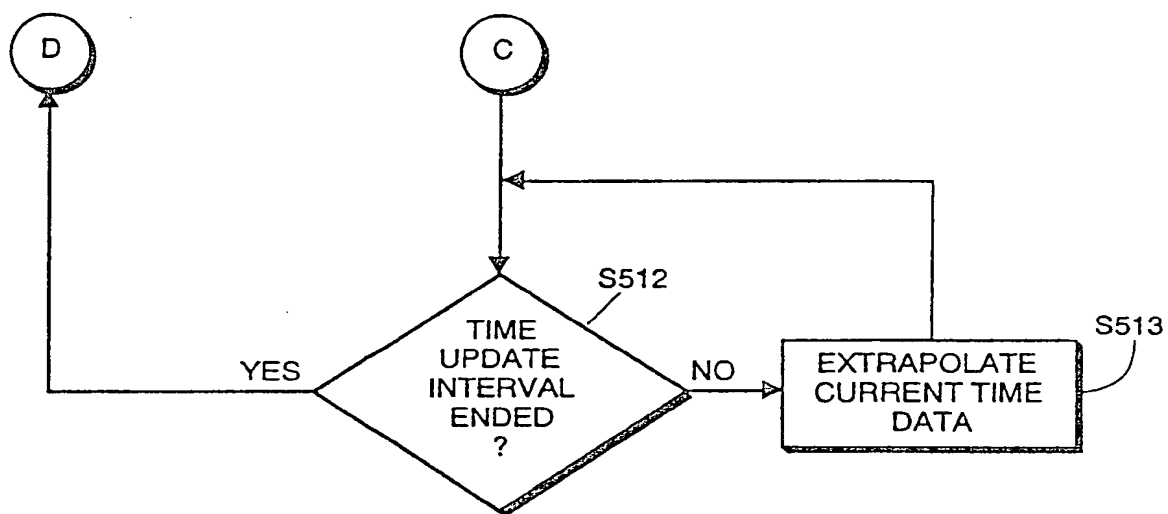 D
C
S512
TIME
UPDATE
INTERVAL
ENDED
?
YES
NO
S513
EXTRAPOLATE
CURRENT TIME
DATA